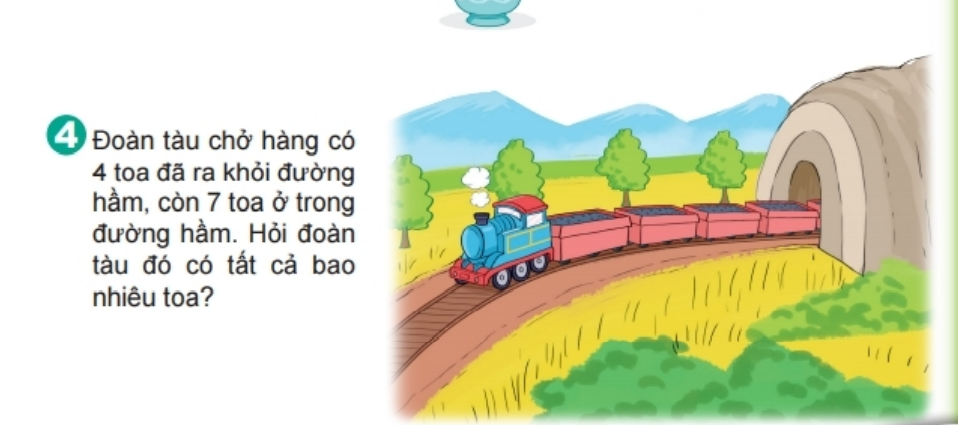 4 Đoàn tàu chở hàng có
4 toa đã ra khỏi đường
hầm, còn 7 toa ở trong
đường hầm. Hỏi đoàn
tàu đó có tất cả bao
nhiêu toa?